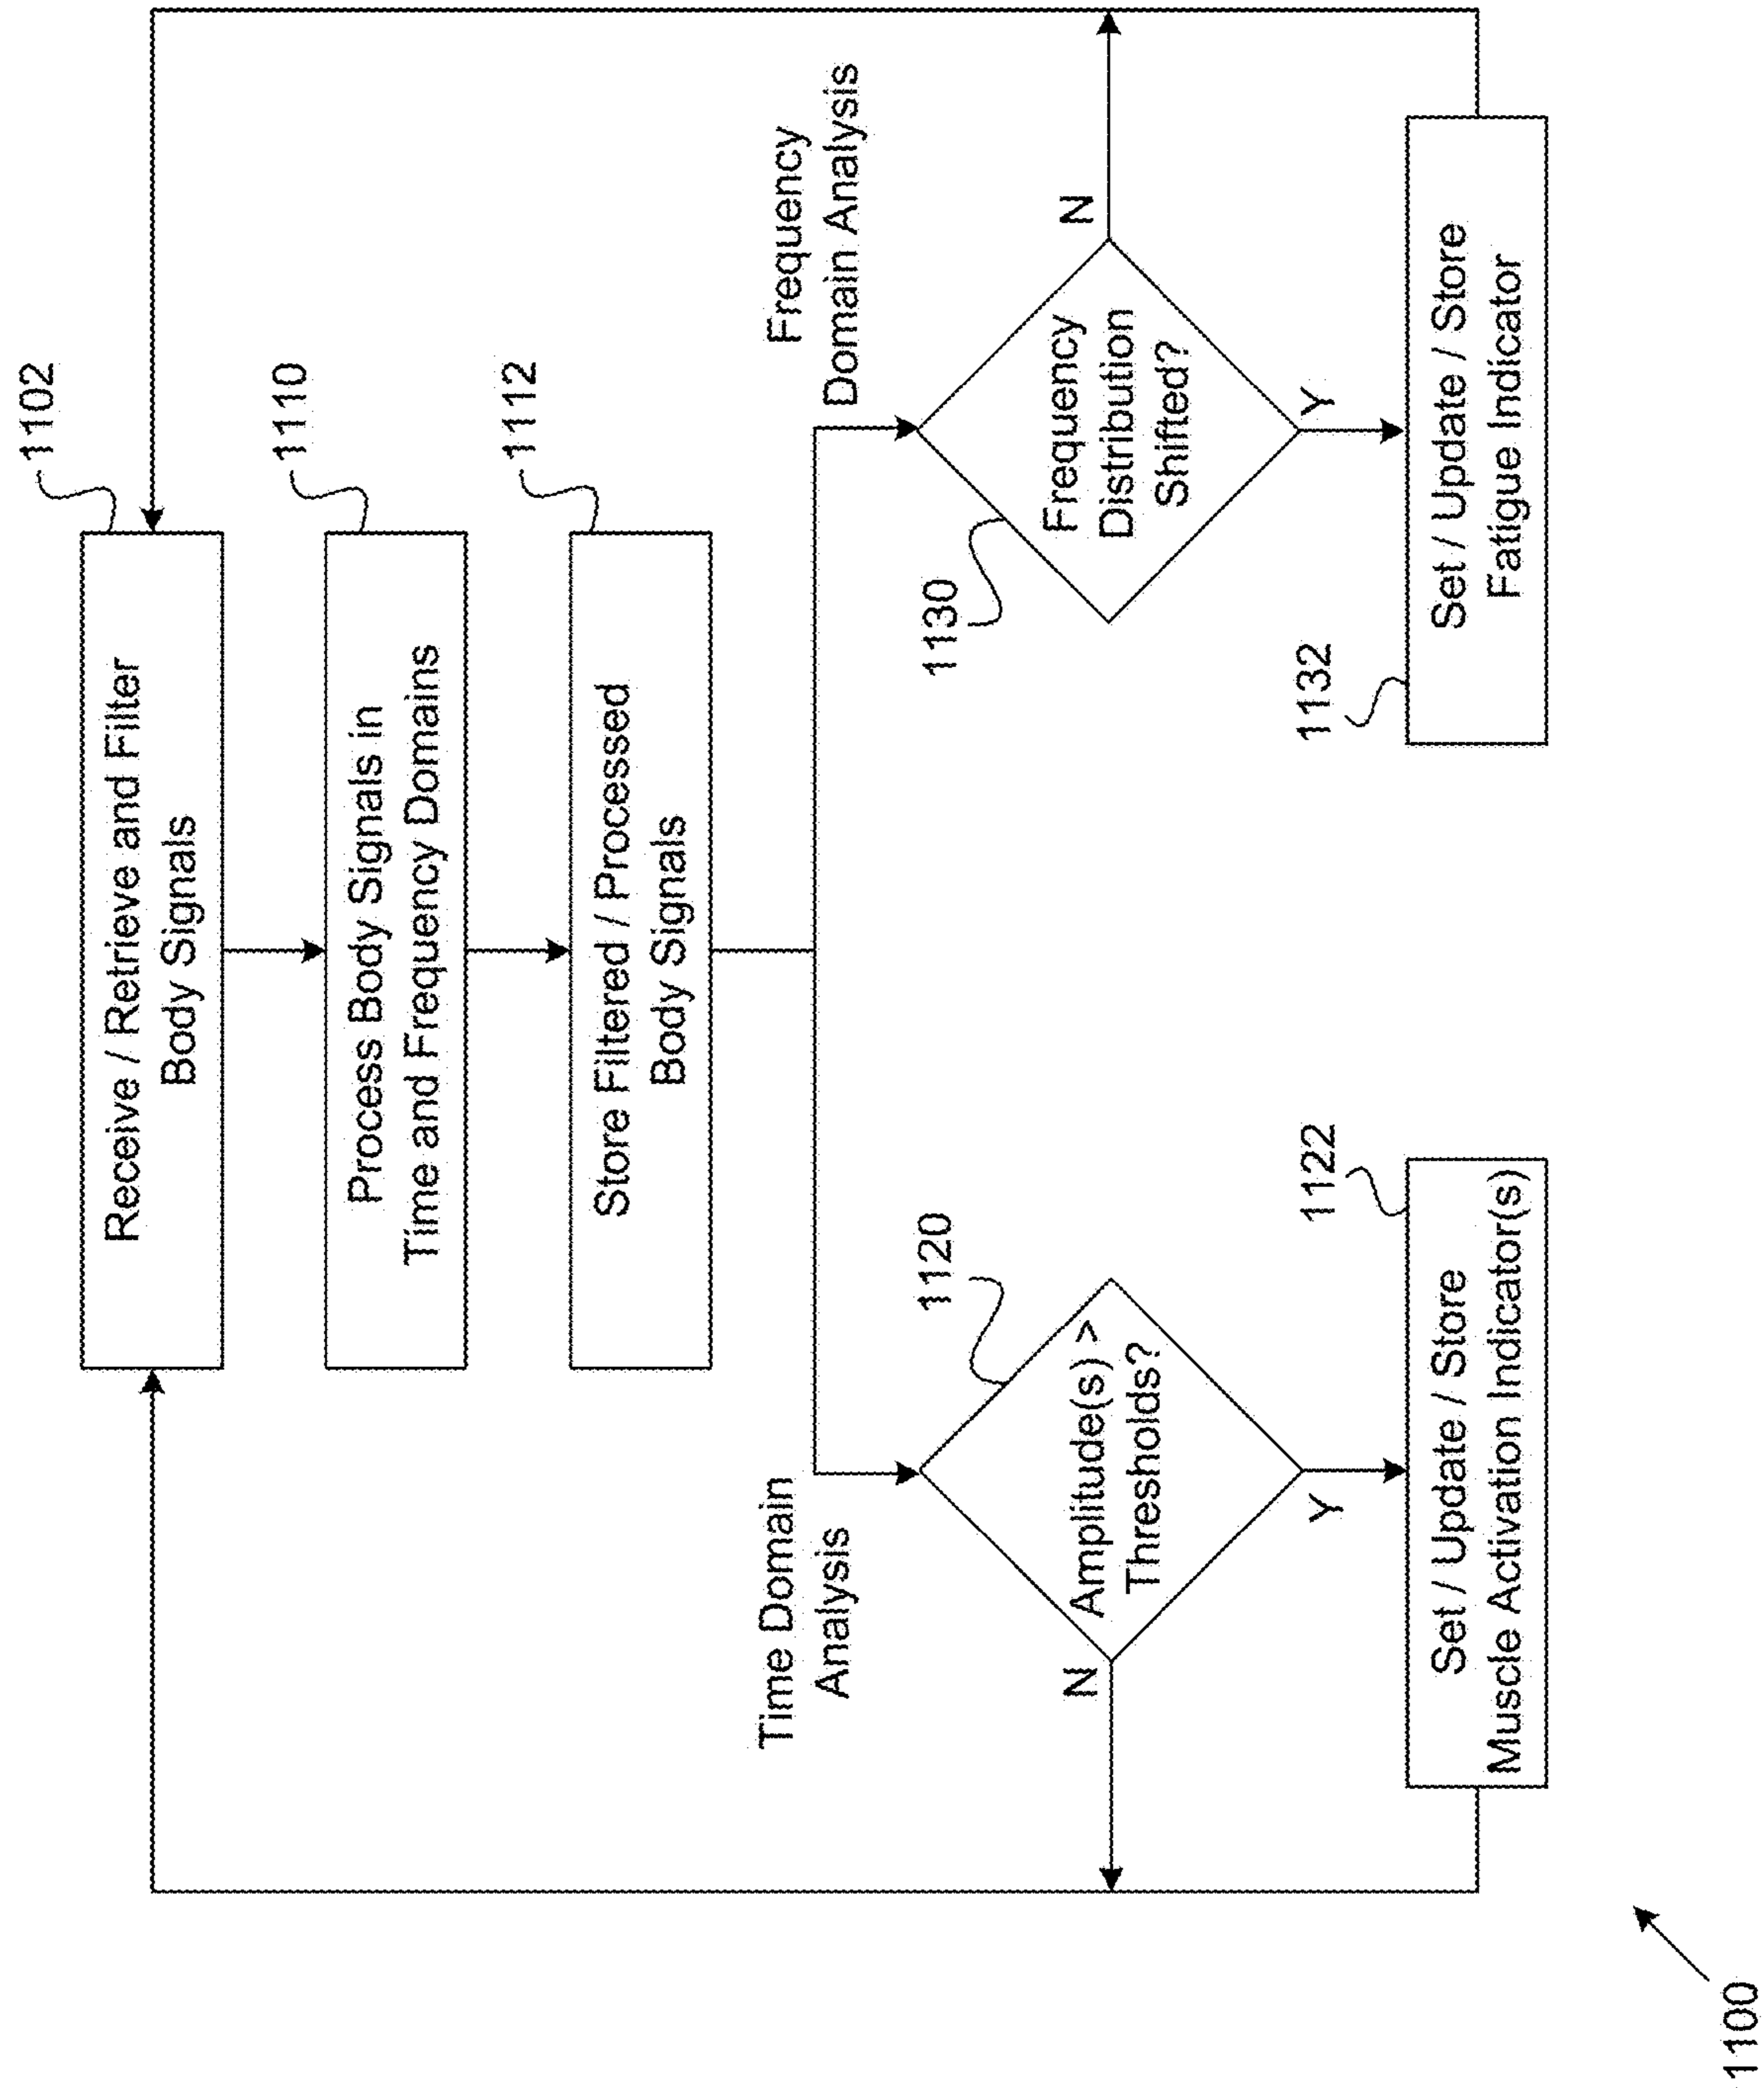 1102
Receive / Retrieve and Filter
Body Signals
1110
Process Body Signals in
Time and Frequency Domains
1112
Store Filtered / Processed
Body Signals
Time Domain
Analysis
1120
Amplitude(s) >
Thresholds?
N
Y
1122
Set / Update / Store
Muscle Activation Indicator(s)
Frequency
Domain Analysis
1130
Frequency
Distribution
Shifted?
N
Y
1132
Set / Update / Store
Fatigue Indicator
1100